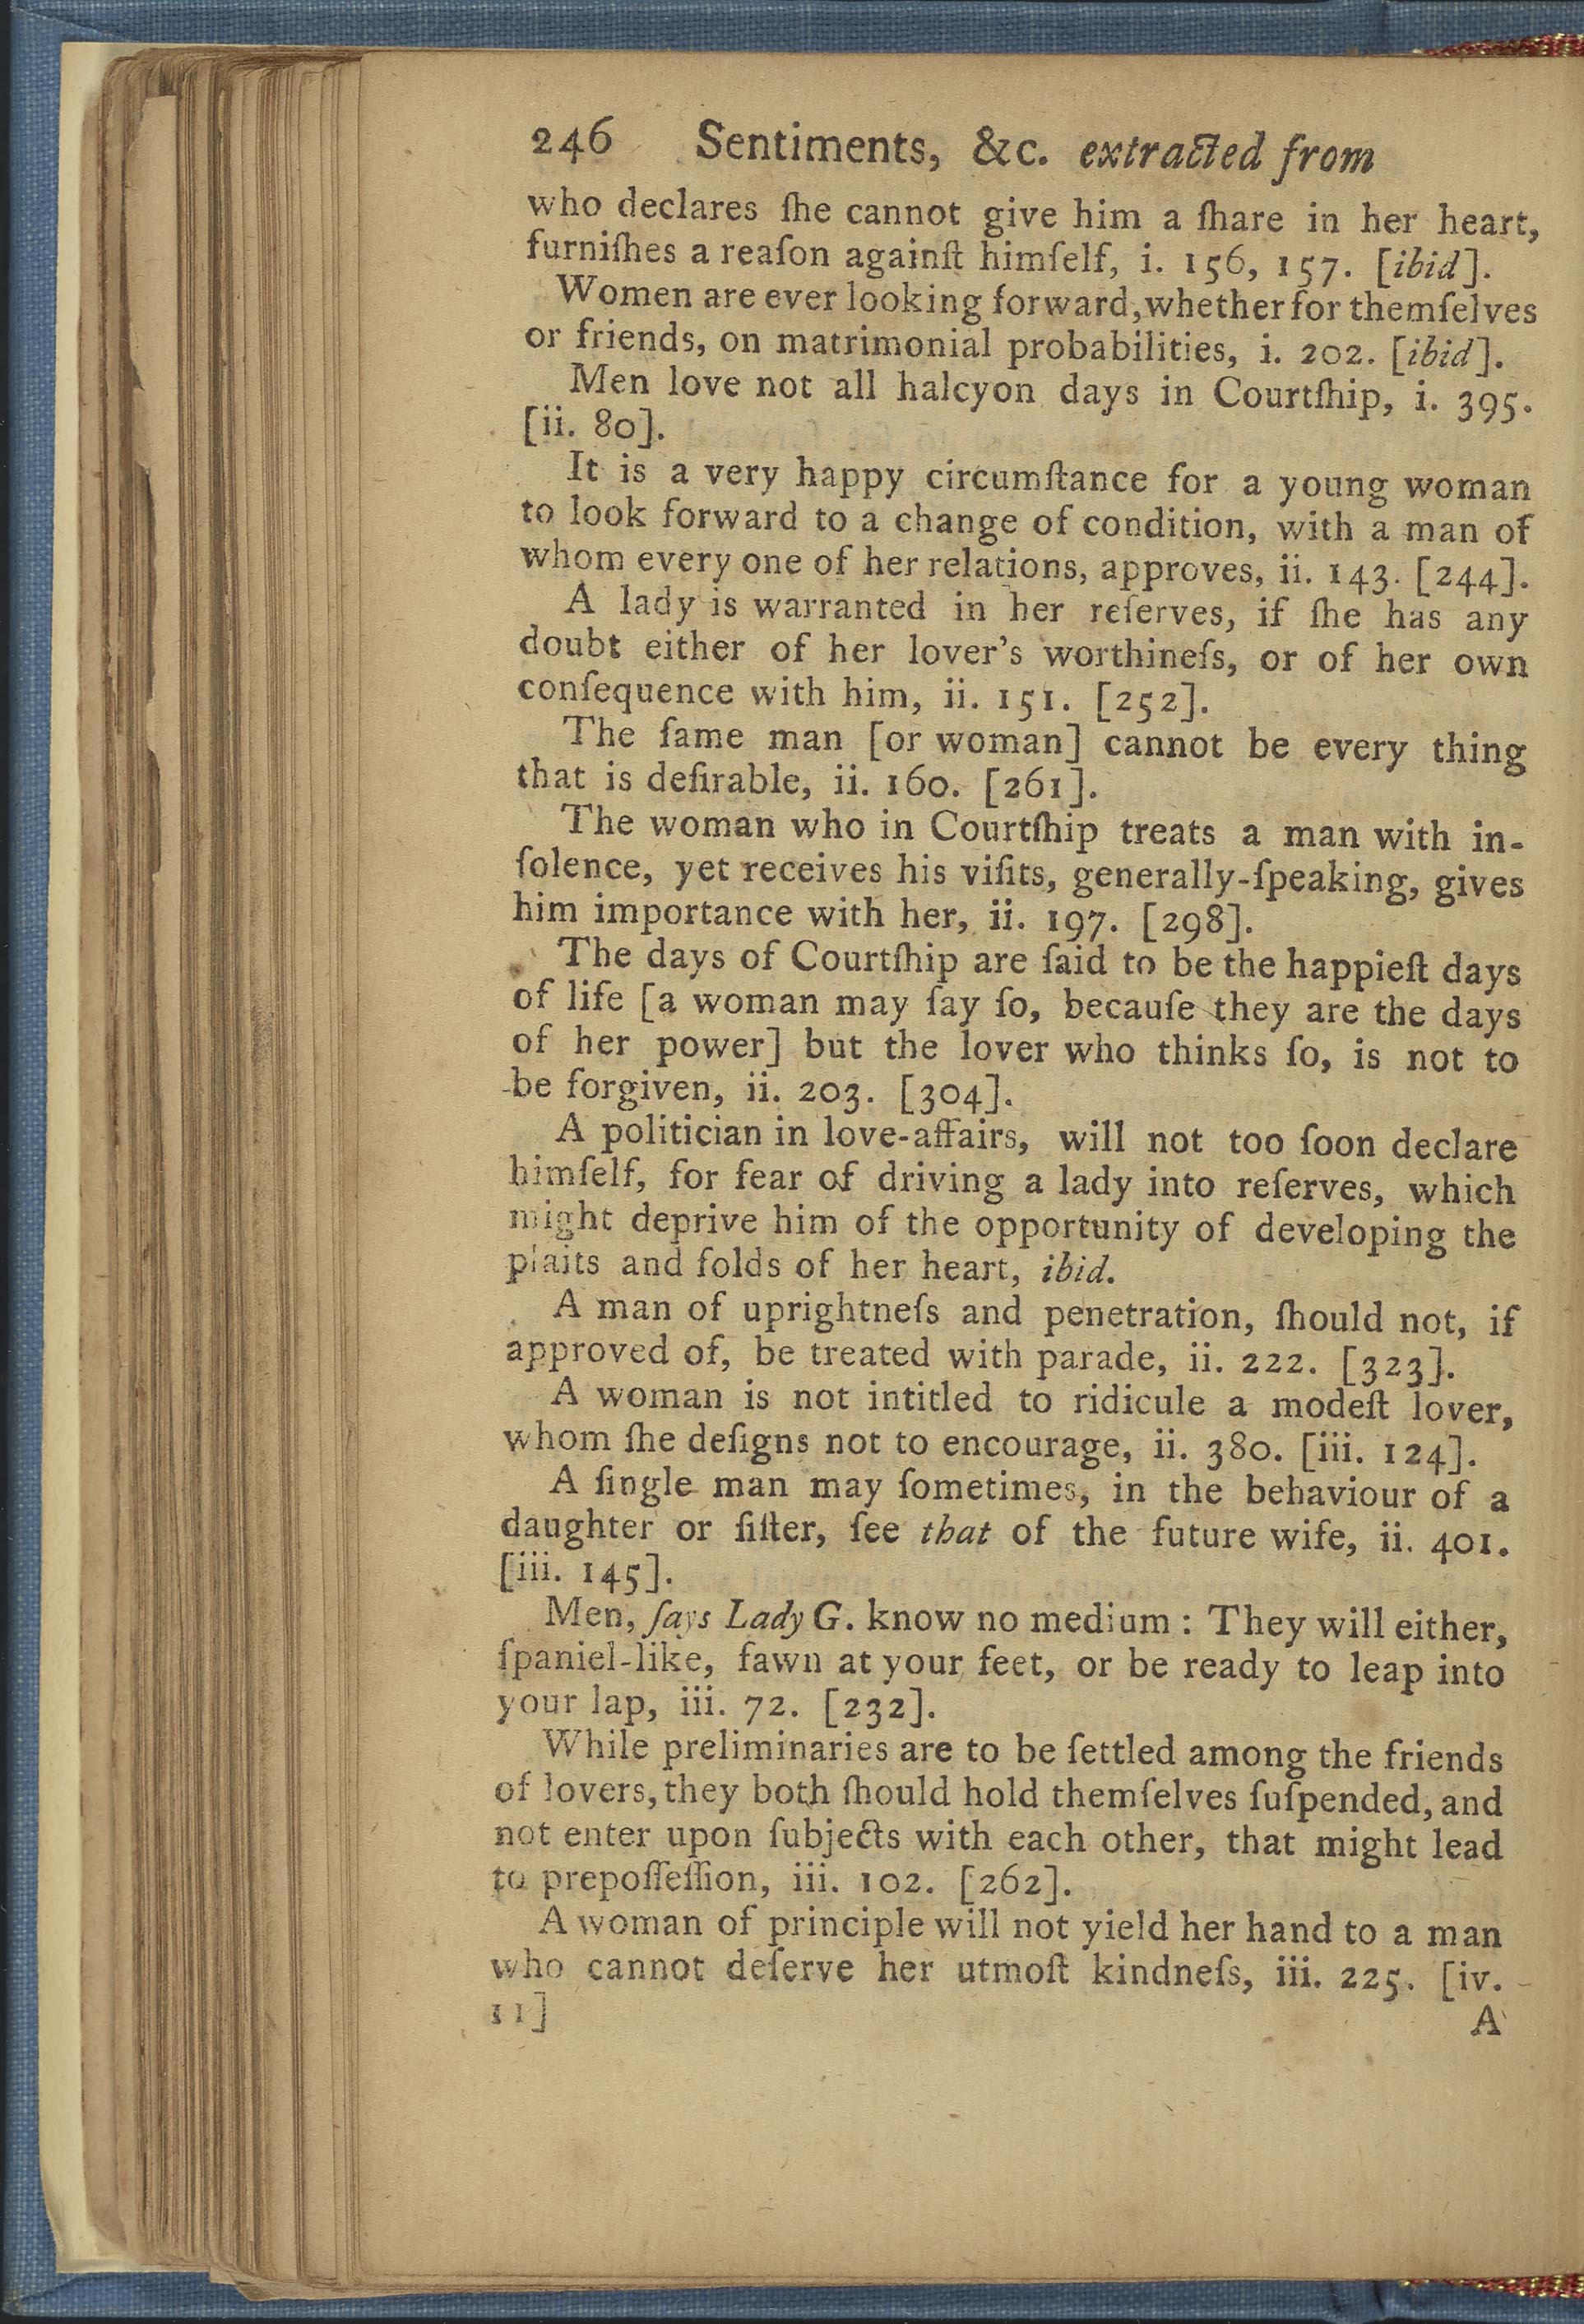 246 Sentiments, &c. extracted from
who declares ſhe cannot give him a ſhare in her heart,
furniſhes a reaſon againſt himſelf, i. 156, 157. [ibid].
Women are ever looking forward, whether for themſelves
or friends, on matrimonial probabilities, i. 202. [ibid].
Men love not all halcyon days in Courtſhip, i. 395.
[ii. 80].
It is a very happy circumſtance for a young woman
to look forward to a change of condition, with a man of
whom every one of her relations, approves, ii. 143. [244].
A lady is warranted in her reſerves, if ſhe has any
doubt either of her lover's worthineſs, or of her own
conſequence with him, ii. 151. [252].
The ſame man [or woman] cannot be every thing
that is deſirable, ii. 160. [261].
The woman who in Courtſhip treats a man with in-
ſolence, yet receives his viſits, generally-ſpeaking, gives
him importance with her, ii. 197. [298].
The days of Courtſhip are ſaid to be the happieſt days
of life [a woman may ſay ſo, becauſe they are the days
of her power] but the lover who thinks ſo, is not to
be forgiven, ii. 203. [304].
A politician in love-affairs, will not too ſoon declare
himſelf, for fear of driving a lady into reſerves, which
might deprive him of the opportunity of developing the
plaits and folds of her heart, ibid.
A man of uprightneſs and penetration, ſhould not, if
approved of, be treated with parade, ii. 222. [323].
A woman is not intitled to ridicule a modeſt lover,
whom ſhe deſigns not to encourage, ii. 380. [iii. 124].
A ſingle man may ſometimes, in the behaviour of a
daughter or ſiſter, ſee that of the future wife, ii. 401.
[iii. 145].
Men, ſays Lady G. know no medium : They will either,
ſpaniel-like, fawn at your feet, or be ready to leap into
your lap, iii. 72. [232].
While preliminaries are to be ſettled among the friends
of lovers, they both ſhould hold themſelves ſuſpended, and
not enter upon ſubjects with each other, that might lead
to prepoſſeſſion, iii. 102. [262].
A woman of principle will not yield her hand to a man
who cannot deſerve her utmoſt kindneſs, iii. 225. [iv.
11]
A